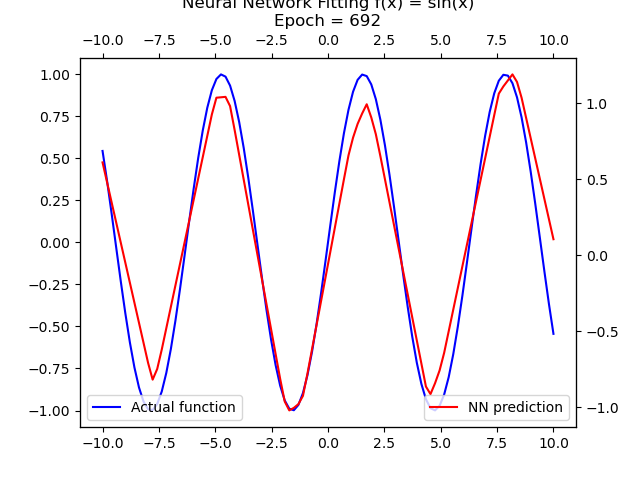 Neural Network Fitting f(x) = sin(x)
Epoch = 692
−10.0 −7.5 −5.0 −2.5 0.0 2.5 5.0 7.5 10.0
1.00
0.75
0.50
0.25
0.00
−0.25
−0.50
−0.75
−1.00
1.0
0.5
0.0
−0.5
−1.0
Actual function
NN prediction
−10.0 −7.5 −5.0 −2.5 0.0 2.5 5.0 7.5 10.0